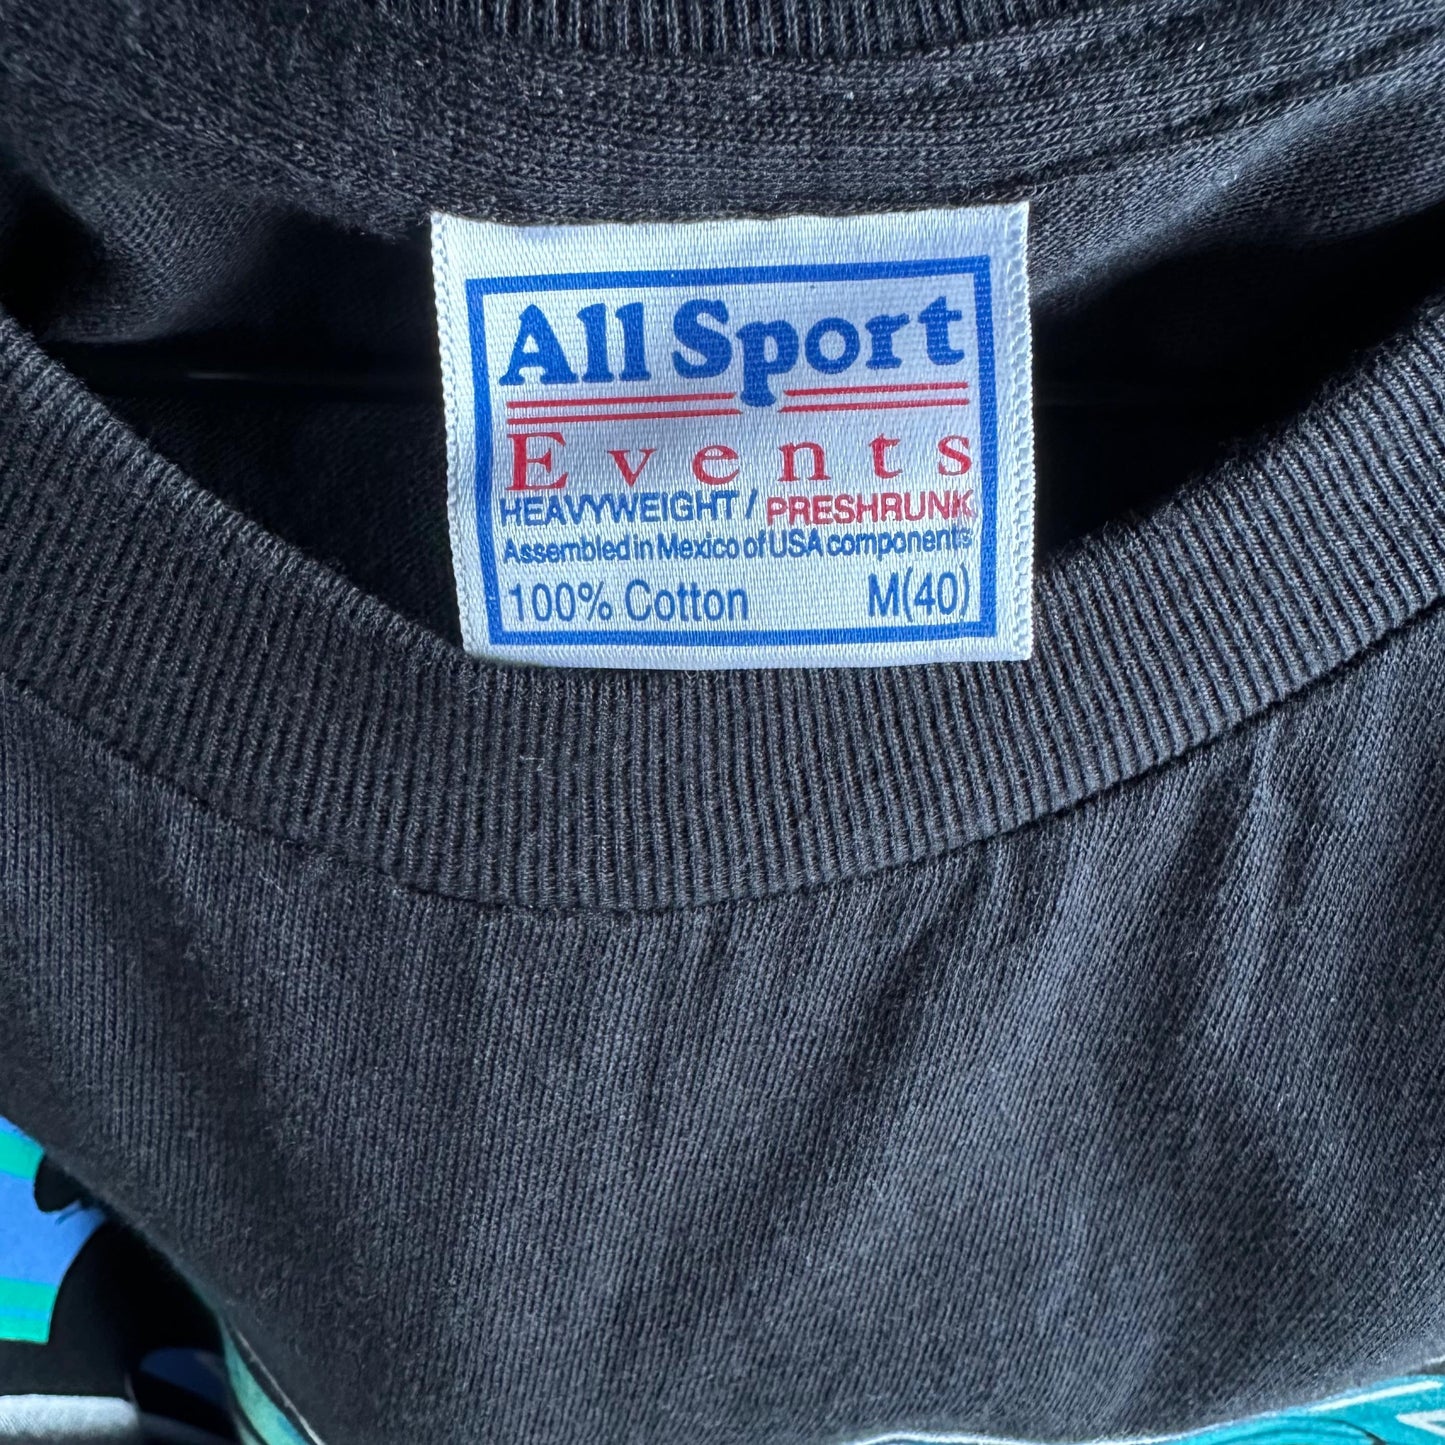 All Sport
Events
HEAVYWEIGHT / PRESHRUNK
Assembled in Mexico of USA components
100% Cotton M(40)